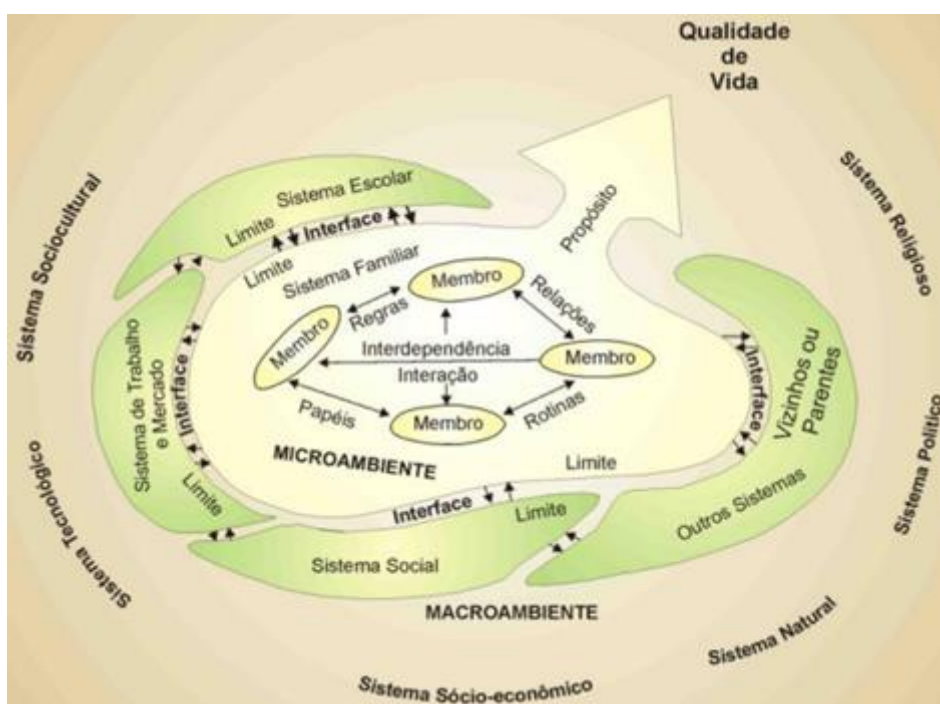 Qualidade
de
Vida
Sistema Religioso
Sistema Político
Sistema Natural
Sistema Sócio-econômico
Sistema Tecnológico
Sistema Sociocultural
Propósito
Sistema Escolar
Limite
Interface
Limite
Sistema Familiar
Membro
Regras
Relações
Membro
Interdependência
Membro
Interação
Papéis
Rotinas
Membro
MICROAMBIENTE
Limite
Sistema de Trabalho
e Mercado
Interface
Limite
Interface
Limite
Sistema Social
Interface
Vizinhos ou
Parentes
Outros Sistemas
MACROAMBIENTE